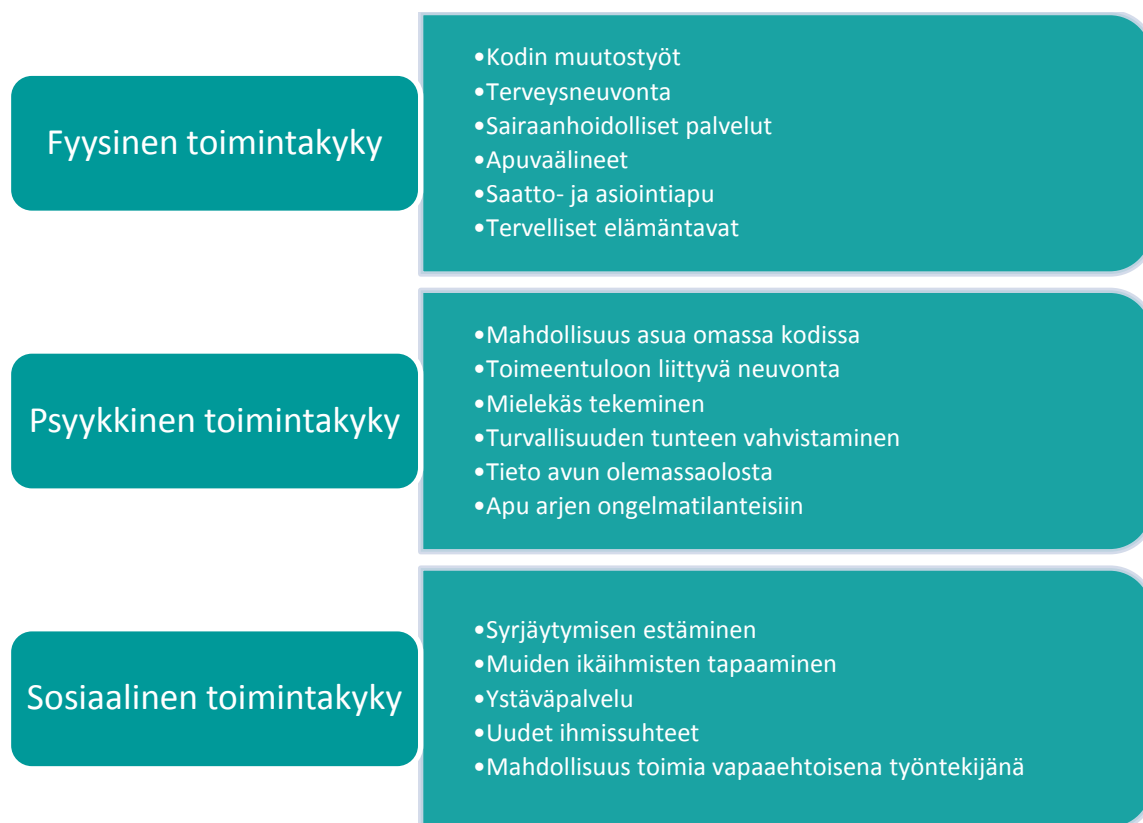 Fyysinen toimintakyky
•Kodin muutostyöt
•Terveysneuvonta
•Sairaanhoidolliset palvelut
•Apuvaälineet
•Saatto- ja asiointiapu
•Tervelliset elämäntavat
Psyykkinen toimintakyky
•Mahdollisuus asua omassa kodissa
•Toimeentuloon liittyvä neuvonta
•Mielekäs tekeminen
•Turvallisuuden tunteen vahvistaminen
•Tieto avun olemassaolosta
•Apu arjen ongelmatilanteisiin
Sosiaalinen toimintakyky
•Syrjäytymisen estäminen
•Muiden ikäihmisten tapaaminen
•Ystäväpalvelu
•Uudet ihmissuhteet
•Mahdollisuus toimia vapaaehtoisena työntekijänä